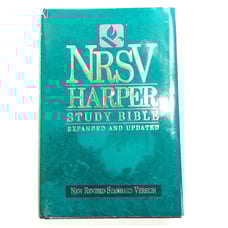 NRSV
HARPER
STUDY BIBLE
EXPANDED AND UPDATED
NEW REVISED STANDARD VERSION